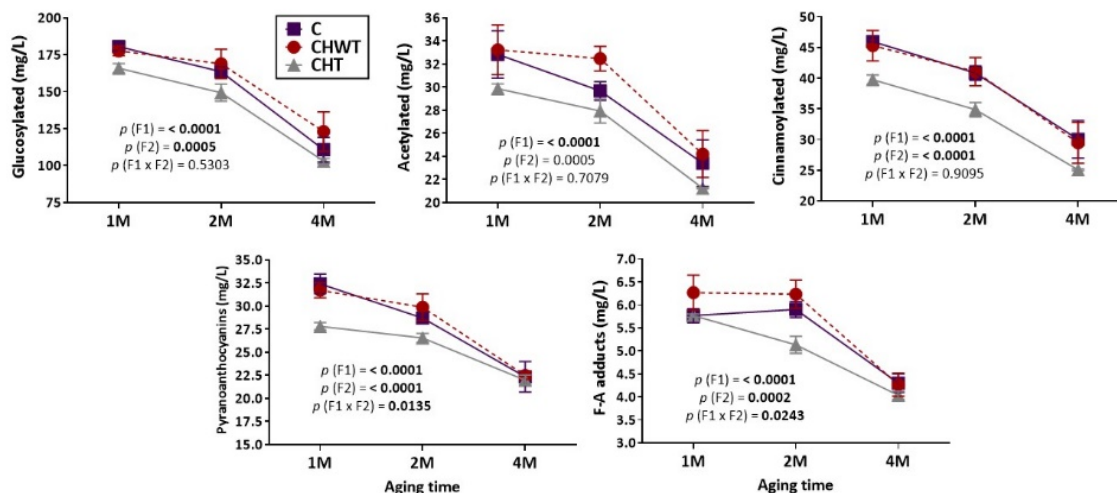 Glucosylated (mg/L)
200
175
150
125
100
75
C
CHWT
CHT
p (F1) = < 0.0001
p (F2) = 0.0005
p (F1 x F2) = 0.5303
1M 2M 4M
Acetylated (mg/L)
36
34
32
30
28
26
24
22
20
p (F1) = < 0.0001
p (F2) = 0.0005
p (F1 x F2) = 0.7079
1M 2M 4M
Cinnamoylated (mg/L)
50
45
40
35
30
25
20
p (F1) = < 0.0001
p (F2) = < 0.0001
p (F1 x F2) = 0.9095
1M 2M 4M
Pyranoanthocyanins (mg/L)
35.0
32.5
30.0
27.5
25.0
22.5
20.0
17.5
15.0
p (F1) = < 0.0001
p (F2) = < 0.0001
p (F1 x F2) = 0.0135
1M 2M 4M
Aging time
F-A adducts (mg/L)
7.0
6.5
6.0
5.5
5.0
4.5
4.0
3.5
3.0
p (F1) = < 0.0001
p (F2) = 0.0002
p (F1 x F2) = 0.0243
1M 2M 4M
Aging time